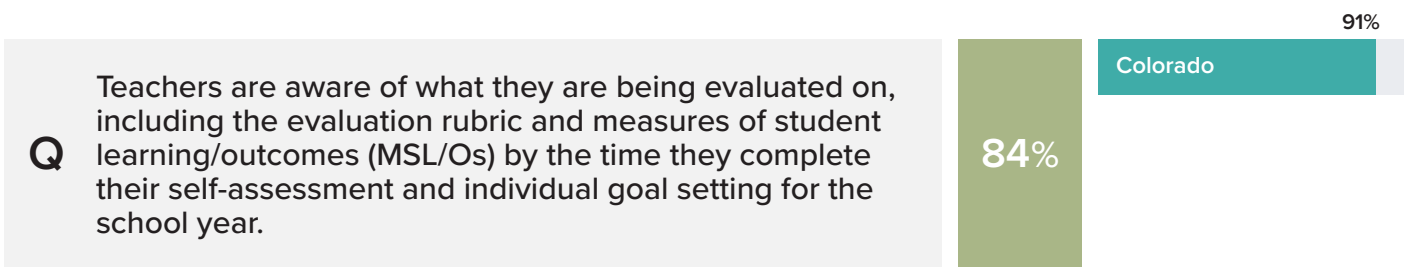 91%
Teachers are aware of what they are being evaluated on,
including the evaluation rubric and measures of student
Q learning/outcomes (MSL/Os) by the time they complete
their self-assessment and individual goal setting for the
school year.
84%
Colorado